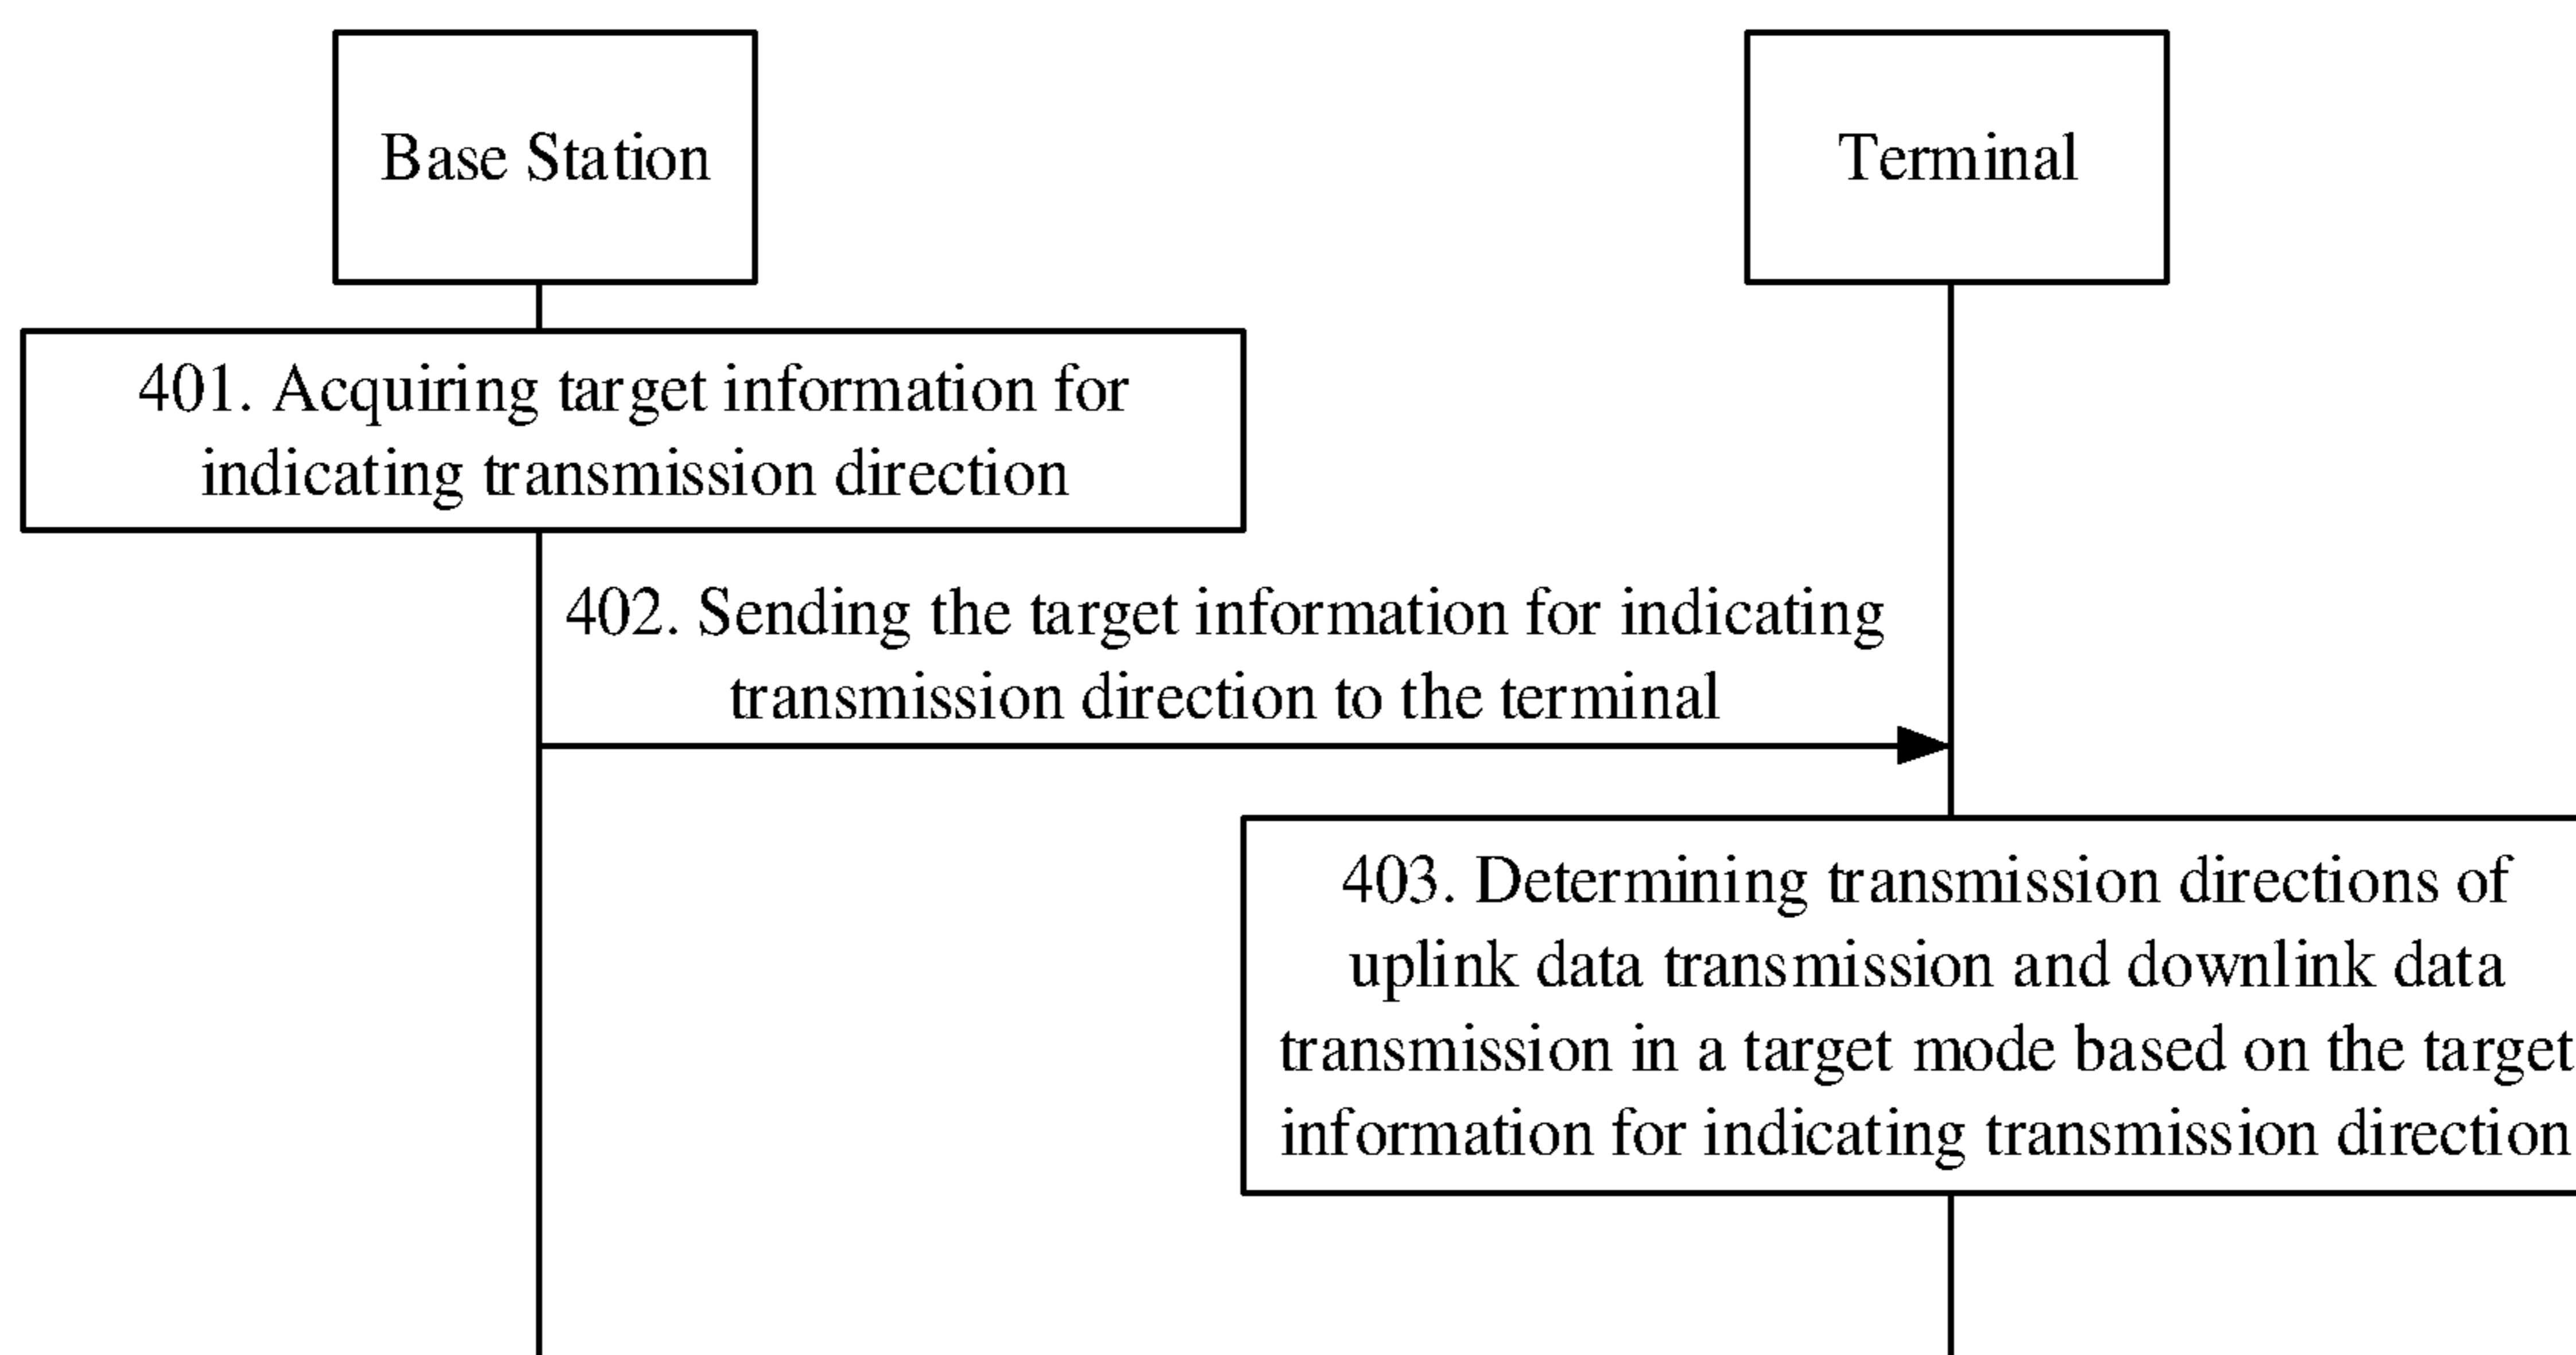 Base Station
Terminal
401. Acquiring target information for
indicating transmission direction
402. Sending the target information for indicating
transmission direction to the terminal
403. Determining transmission directions of
uplink data transmission and downlink data
transmission in a target mode based on the target
information for indicating transmission direction